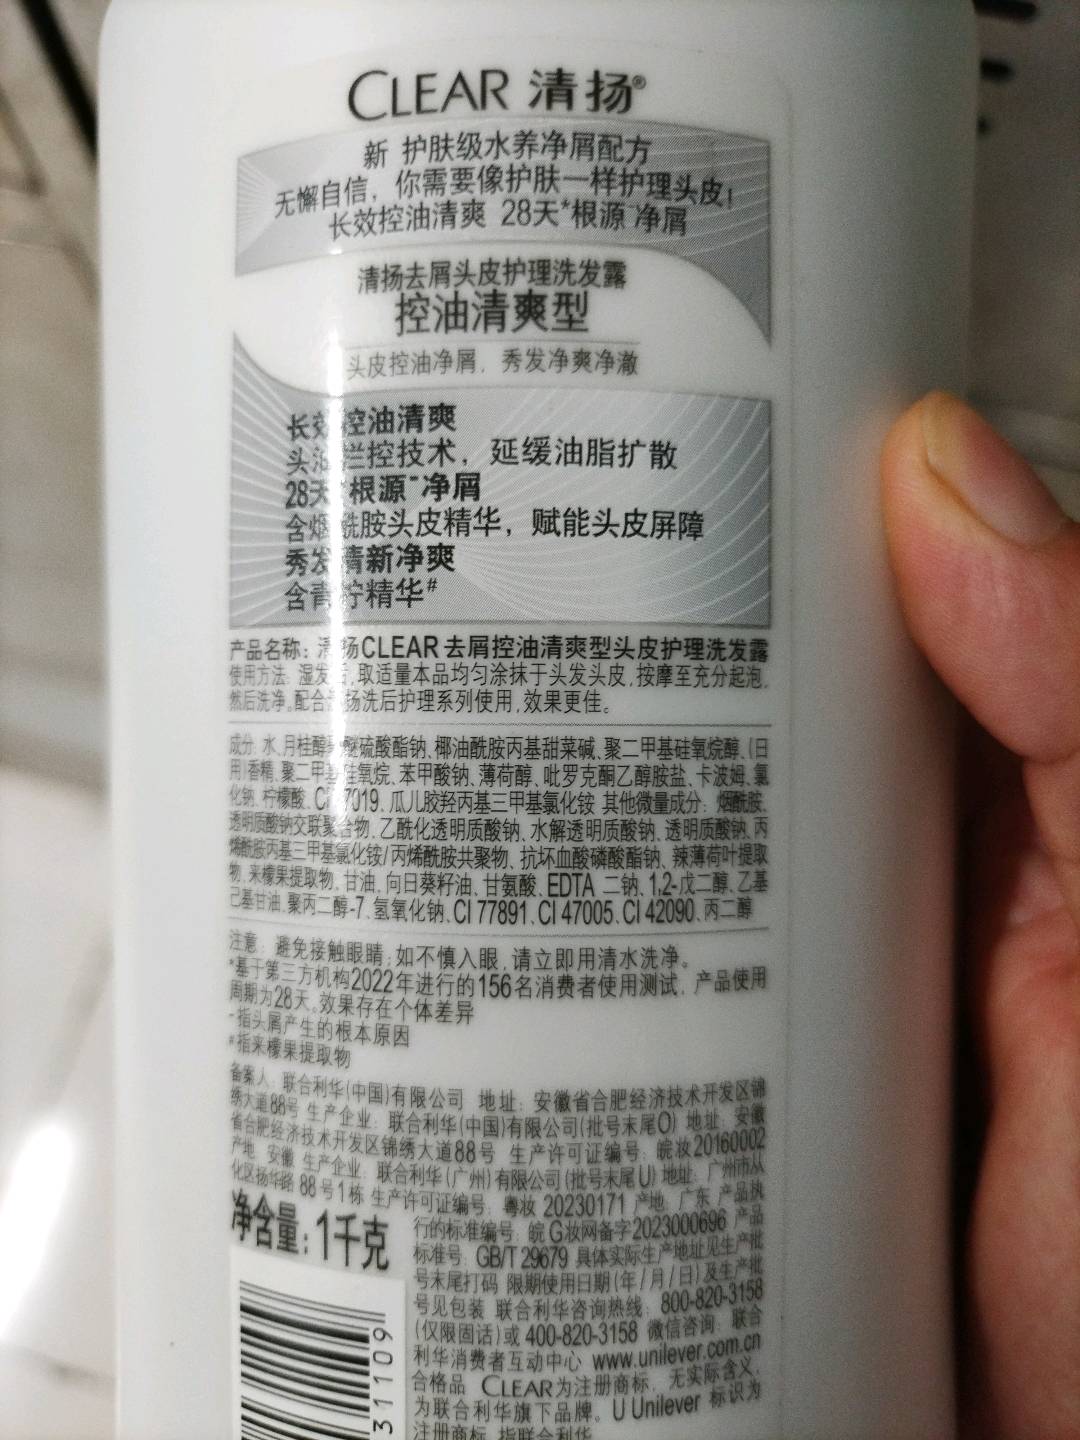 CLEAR 清扬®
新 护肤级水养净屑配方
无懈自信，你需要像护肤一样护理头皮！
长效控油清爽 28天*根源~净屑
清扬去屑头皮护理洗发露
控油清爽型
头皮控油净屑，秀发净爽净澈
长效控油清爽
头油拦控技术，延缓油脂扩散
28天*根源~净屑
含烟酰胺头皮精华，赋能头皮屏障
秀发清新净爽
含青柠精华#
产品名称：清扬CLEAR去屑控油清爽型头皮护理洗发露
使用方法：湿发后,取适量本品均匀涂抹于头发头皮,按摩至充分起泡,
然后洗净。配合清扬洗后护理系列使用,效果更佳。
成分:水、月桂醇聚醚硫酸酯钠、椰油酰胺丙基甜菜碱、聚二甲基硅氧烷醇、(日
用)香精、聚二甲基硅氧烷、苯甲酸钠、薄荷醇、吡罗克酮乙醇胺盐、卡波姆、氯
化钠、柠檬酸、CI 77019、瓜儿胶羟丙基三甲基氯化铵 其他微量成分：烟酰胺、
透明质酸钠交联聚合物、乙酰化透明质酸钠、水解透明质酸钠、透明质酸钠、丙
烯酰胺丙基三甲基氯化铵/丙烯酰胺共聚物、抗坏血酸磷酸酯钠、辣薄荷叶提取
物、来檬果提取物、甘油、向日葵籽油、甘氨酸、EDTA 二钠、1,2-戊二醇、乙基
己基甘油、聚丙二醇-7、氢氧化钠、CI 77891、CI 47005、CI 42090、丙二醇
注意：避免接触眼睛;如不慎入眼,请立即用清水洗净。
*基于第三方机构2022年进行的156名消费者使用测试，产品使用
周期为28天。效果存在个体差异
~指头屑产生的根本原因
#指来檬果提取物
备案人：联合利华(中国)有限公司 地址：安徽省合肥经济技术开发区锦
绣大道88号 生产企业：联合利华(中国)有限公司(批号末尾O) 地址：安徽
省合肥经济技术开发区锦绣大道88号 生产许可证编号：皖妆20160002
产地：安徽 生产企业：联合利华(广州)有限公司(批号末尾U) 地址：广州市从
化区扬华路 88号1栋 生产许可证编号：粤妆 20230171 产地：广东 产品执
行的标准编号：皖G妆网备字2023000696 产品
净含量：1千克
标准号：GB/T 29679 具体实际生产地址见生产批
号末尾打码 限期使用日期(年/月/日)及生产批
号见包装 联合利华咨询热线：800-820-3158
(仅限固话)或 400-820-3158 微信咨询：联合
利华消费者互动中心 www.unilever.com.cn
合格品 CLEAR为注册商标，无实际含义，
为联合利华旗下品牌。U Unilever 标识为
注册商标，指联合利华
31109